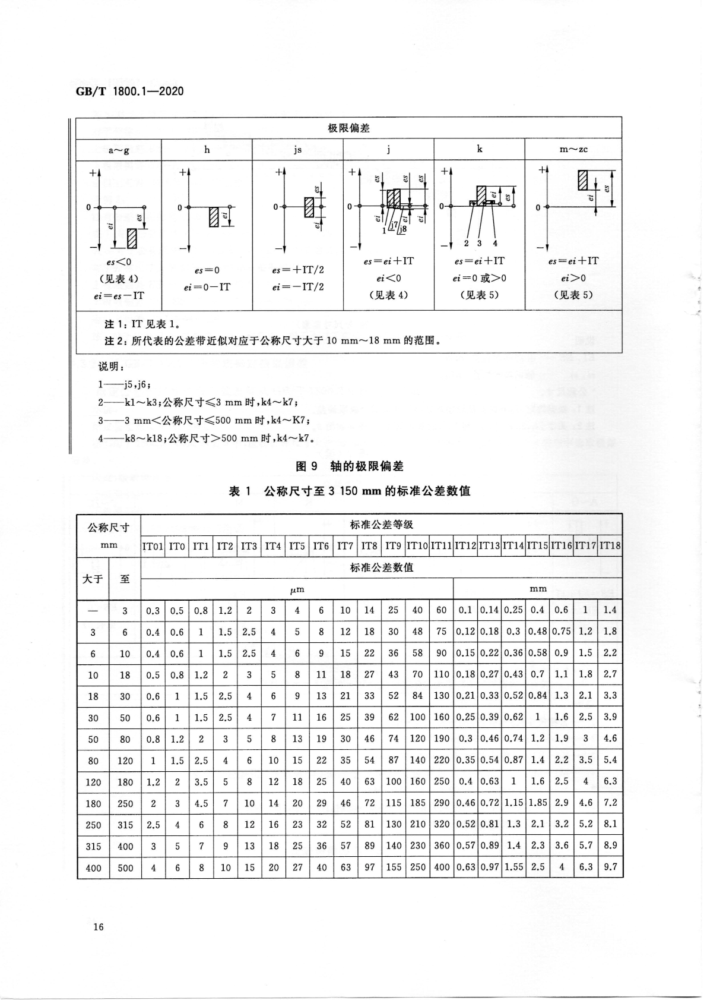 GB/T 1800.1—2020
极限偏差
a～g h js j k m～zc
+ + + + + +
es es es es es es
ei ei ei ei ei ei
0 0 0 0 0 0
1 j7 j8 2 3 4
− − − − − −
es＜0
(见表 4)
ei＝es－IT
es＝0
ei＝0－IT
es＝+IT/2
ei＝－IT/2
es＝ei＋IT
ei＜0
(见表 4)
es＝ei＋IT
ei＝0 或＞0
(见表 5)
es＝ei＋IT
ei＞0
(见表 5)
注 1：IT 见表 1。
注 2：所代表的公差带近似对应于公称尺寸大于 10 mm～18 mm 的范围。
说明：
1——j5,j6；
2——k1～k3；公称尺寸≤3 mm 时,k4～k7；
3——3 mm＜公称尺寸≤500 mm 时,k4～K7；
4——k8～k18；公称尺寸＞500 mm 时,k4～k7。
图 9 轴的极限偏差
表 1 公称尺寸至 3 150 mm 的标准公差数值
公称尺寸 标准公差等级
mm IT01 IT0 IT1 IT2 IT3 IT4 IT5 IT6 IT7 IT8 IT9 IT10 IT11 IT12 IT13 IT14 IT15 IT16 IT17 IT18
大于 至 标准公差数值
μm mm
— 3 0.3 0.5 0.8 1.2 2 3 4 6 10 14 25 40 60 0.1 0.14 0.25 0.4 0.6 1 1.4
3 6 0.4 0.6 1 1.5 2.5 4 5 8 12 18 30 48 75 0.12 0.18 0.3 0.48 0.75 1.2 1.8
6 10 0.4 0.6 1 1.5 2.5 4 6 9 15 22 36 58 90 0.15 0.22 0.36 0.58 0.9 1.5 2.2
10 18 0.5 0.8 1.2 2 3 5 8 11 18 27 43 70 110 0.18 0.27 0.43 0.7 1.1 1.8 2.7
18 30 0.6 1 1.5 2.5 4 6 9 13 21 33 52 84 130 0.21 0.33 0.52 0.84 1.3 2.1 3.3
30 50 0.6 1 1.5 2.5 4 7 11 16 25 39 62 100 160 0.25 0.39 0.62 1 1.6 2.5 3.9
50 80 0.8 1.2 2 3 5 8 13 19 30 46 74 120 190 0.3 0.46 0.74 1.2 1.9 3 4.6
80 120 1 1.5 2.5 4 6 10 15 22 35 54 87 140 220 0.35 0.54 0.87 1.4 2.2 3.5 5.4
120 180 1.2 2 3.5 5 8 12 18 25 40 63 100 160 250 0.4 0.63 1 1.6 2.5 4 6.3
180 250 2 3 4.5 7 10 14 20 29 46 72 115 185 290 0.46 0.72 1.15 1.85 2.9 4.6 7.2
250 315 2.5 4 6 8 12 16 23 32 52 81 130 210 320 0.52 0.81 1.3 2.1 3.2 5.2 8.1
315 400 3 5 7 9 13 18 25 36 57 89 140 230 360 0.57 0.89 1.4 2.3 3.6 5.7 8.9
400 500 4 6 8 10 15 20 27 40 63 97 155 250 400 0.63 0.97 1.55 2.5 4 6.3 9.7
16